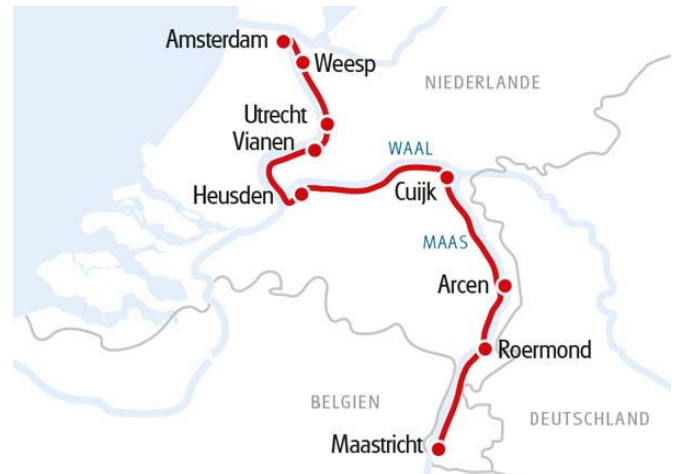 Amsterdam
Weesp
NIEDERLANDE
Utrecht
Vianen
WAAL
Heusden
Cuijk
MAAS
Arcen
Roermond
BELGIEN
DEUTSCHLAND
Maastricht